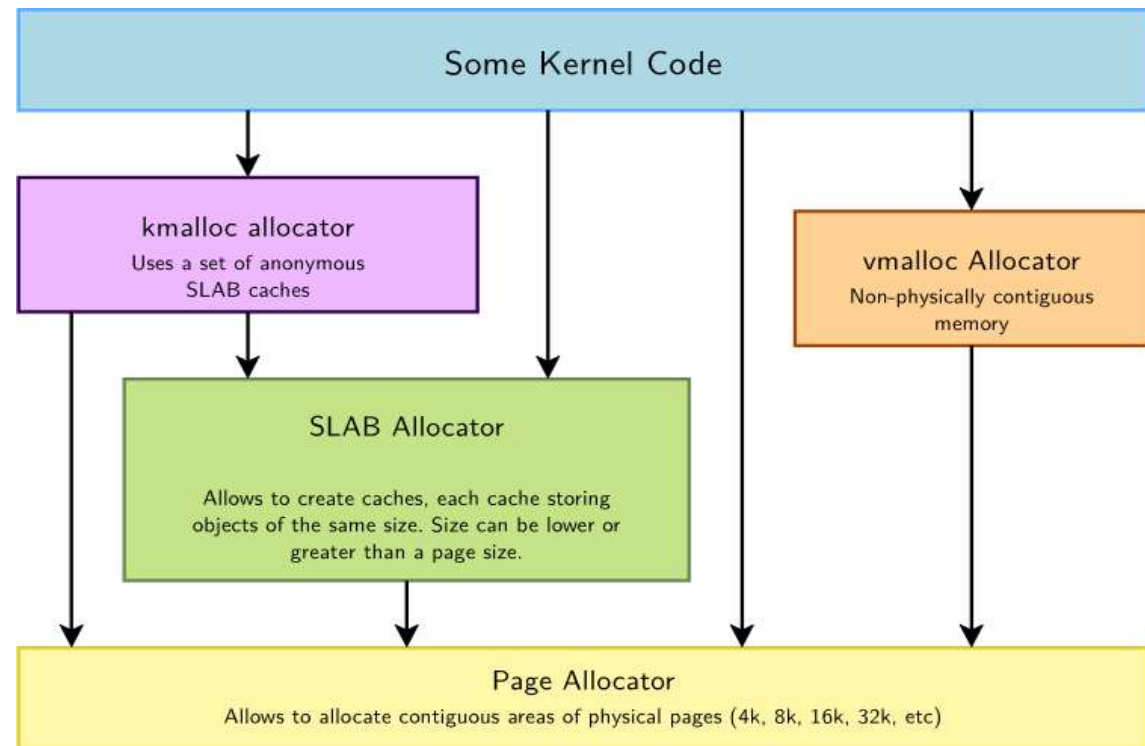 Some Kernel Code
kmalloc allocator
Uses a set of anonymous
SLAB caches
vmalloc Allocator
Non-physically contiguous
memory
SLAB Allocator
Allows to create caches, each cache storing
objects of the same size. Size can be lower or
greater than a page size.
Page Allocator
Allows to allocate contiguous areas of physical pages (4k, 8k, 16k, 32k, etc)